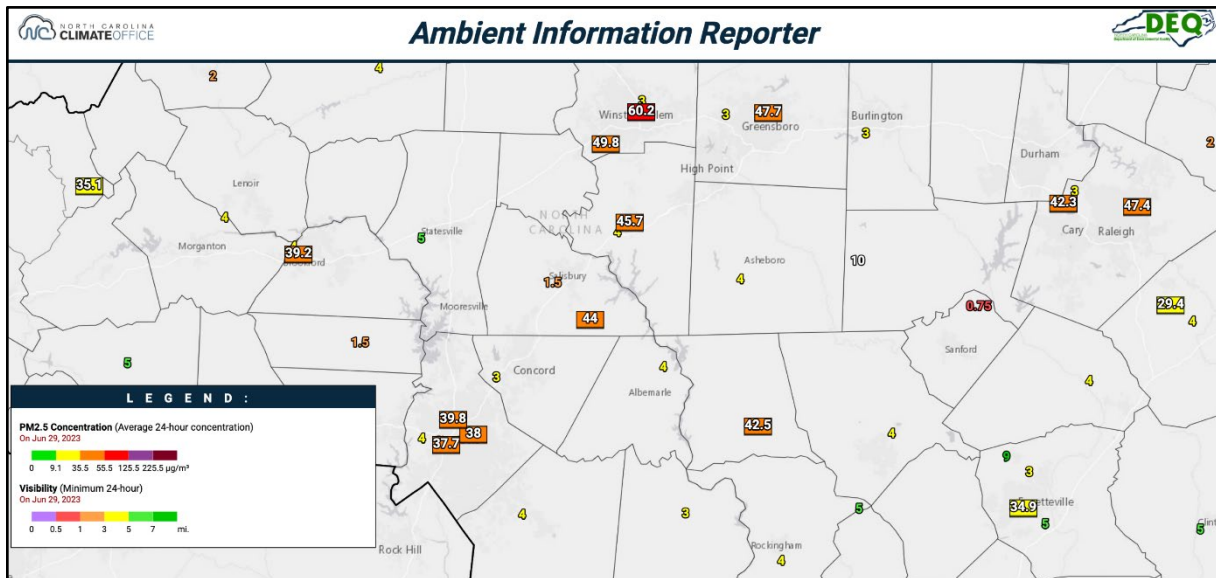 NORTH CAROLINA
CLIMATEOFFICE
Ambient Information Reporter
DEQ
2
4
3
60.2
3
47.7
Greensboro
Burlington
3
49.8
High Point
Durham
2
35.1
Lenoir
3
42.3
47.4
Cary
Raleigh
4
Morganton
4
39.2
5
Statesville
NORTH
CAROLINA
45.7
4
Asheboro
10
4
1.5
Salisbury
Mooresville
44
0.75
29.4
4
Sanford
5
1.5
Concord
3
Albemarle
4
4
39.8
38
37.7
4
42.5
4
9
3
34.9
5
5
5
4
3
Rockingham
4
Rock Hill
LEGEND:
PM2.5 Concentration (Average 24-hour concentration)
On Jun 29, 2023
0 9.1 35.5 55.5 125.5 225.5 µg/m³
Visibility (Minimum 24-hour)
On Jun 29, 2023
0 0.5 1 3 5 7 mi.